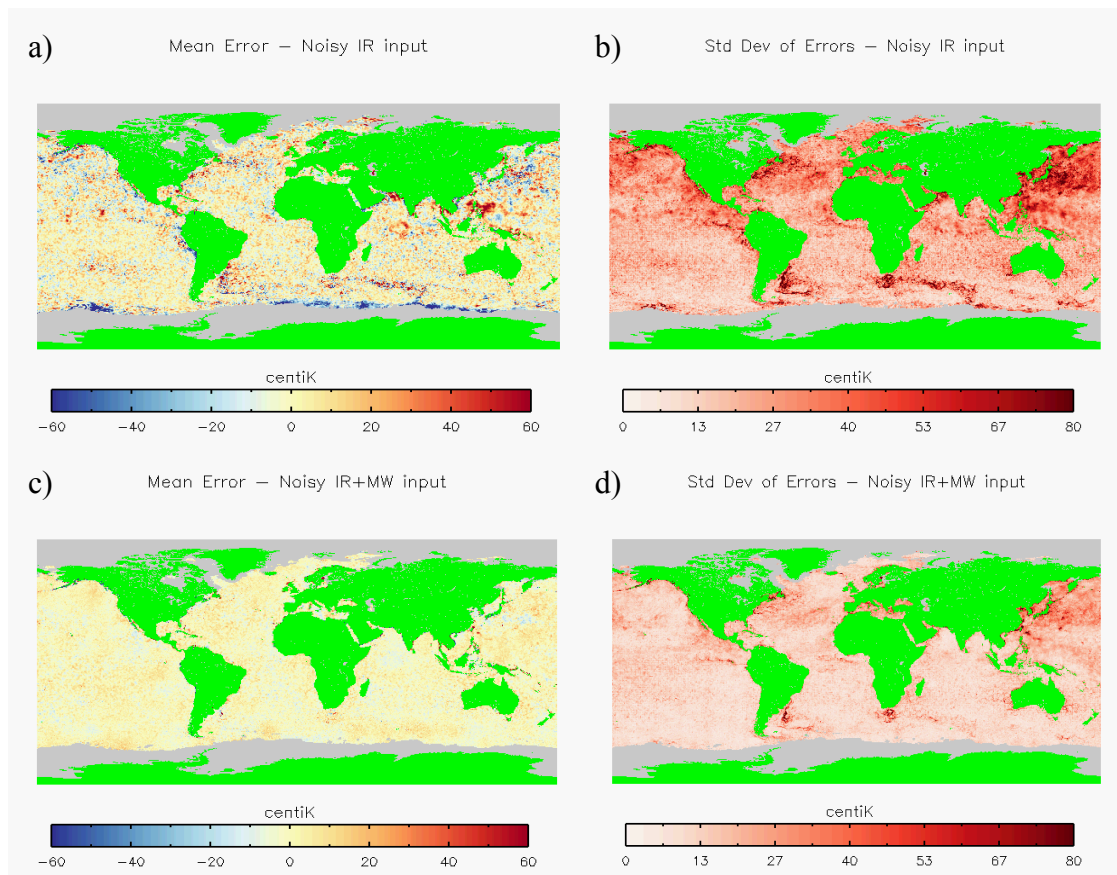 a)
Mean Error – Noisy IR input
b)
Std Dev of Errors – Noisy IR input
centiK
-60 -40 -20 0 20 40 60
centiK
0 13 27 40 53 67 80
c)
Mean Error – Noisy IR+MW input
d)
Std Dev of Errors – Noisy IR+MW input
centiK
-60 -40 -20 0 20 40 60
centiK
0 13 27 40 53 67 80